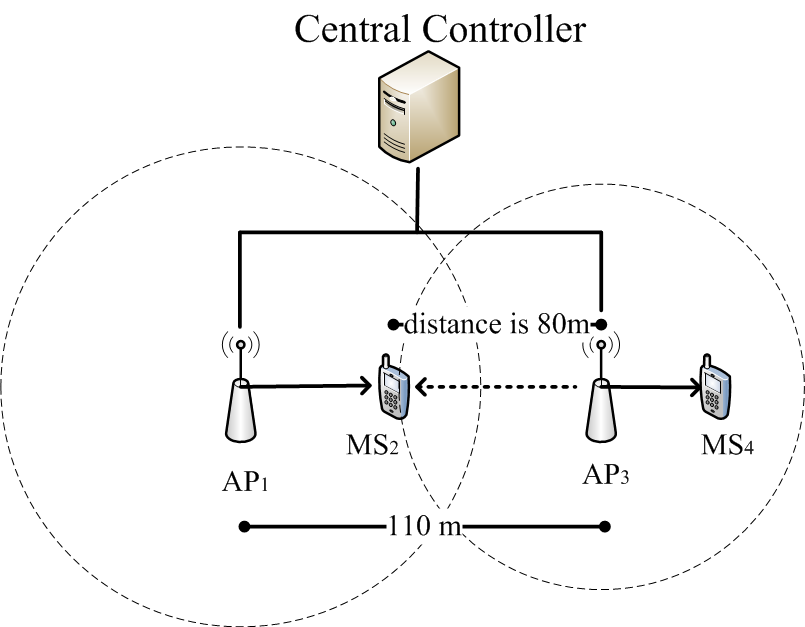 Central Controller
distance is 80m
MS2
MS4
AP1
AP3
110 m